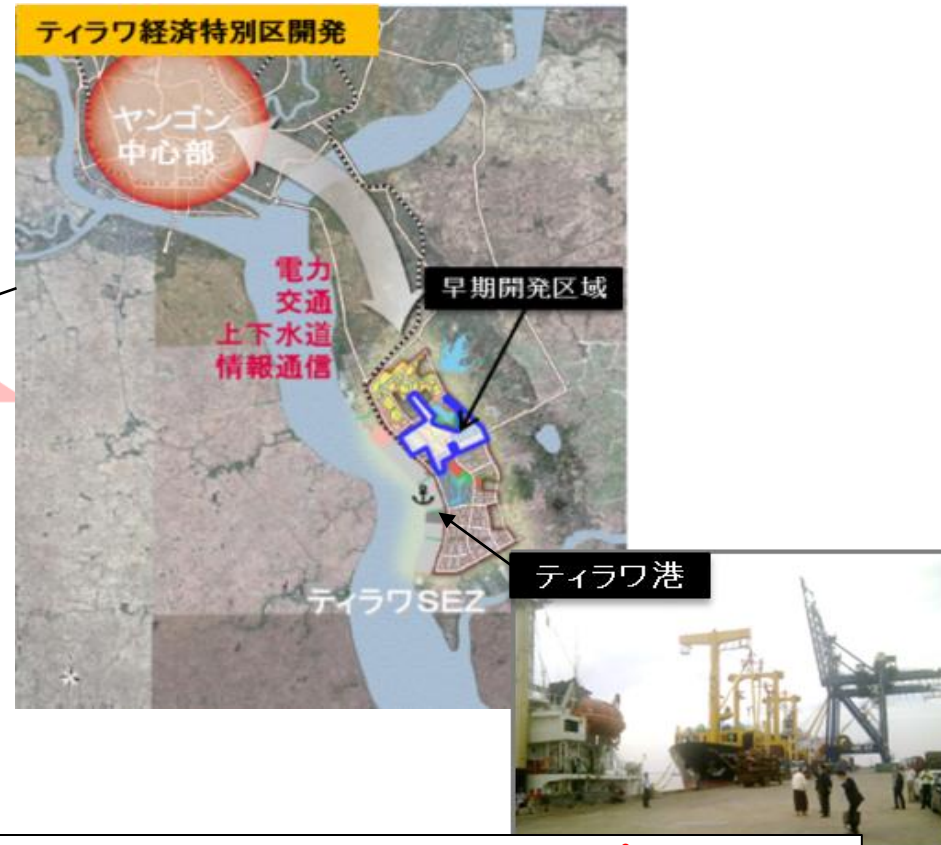 ティラワ経済特別区開発
ヤンゴン
中心部
電力
交通
上下水道
情報通信
早期開発区域
ティラワ港
ティラワSEZ